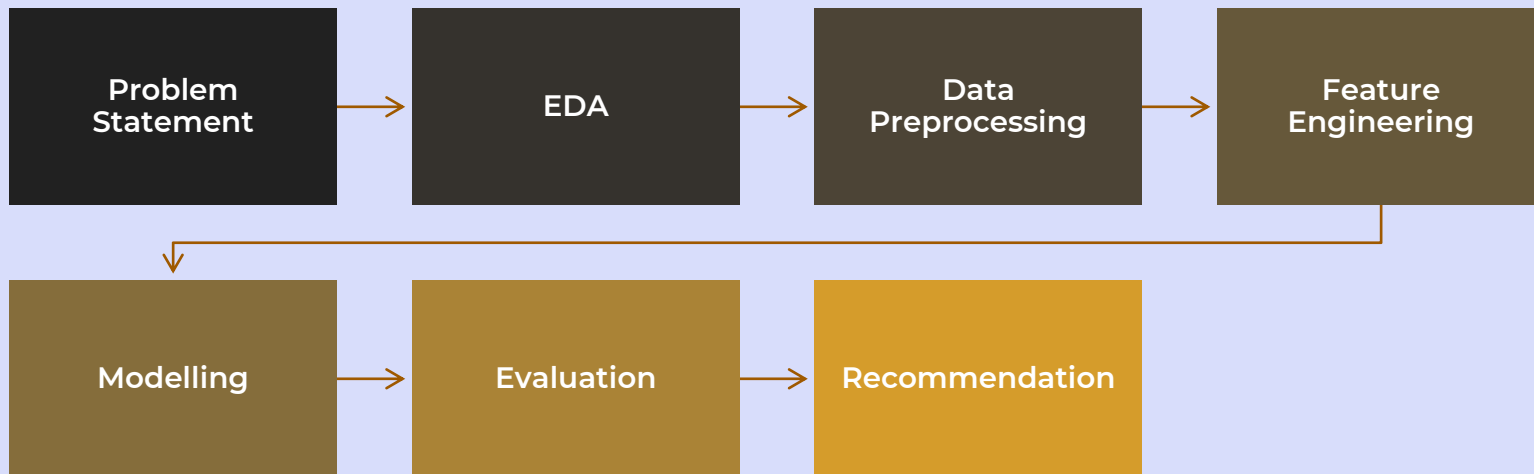 Problem
Statement
EDA
Data
Preprocessing
Feature
Engineering
Modelling
Evaluation
Recommendation